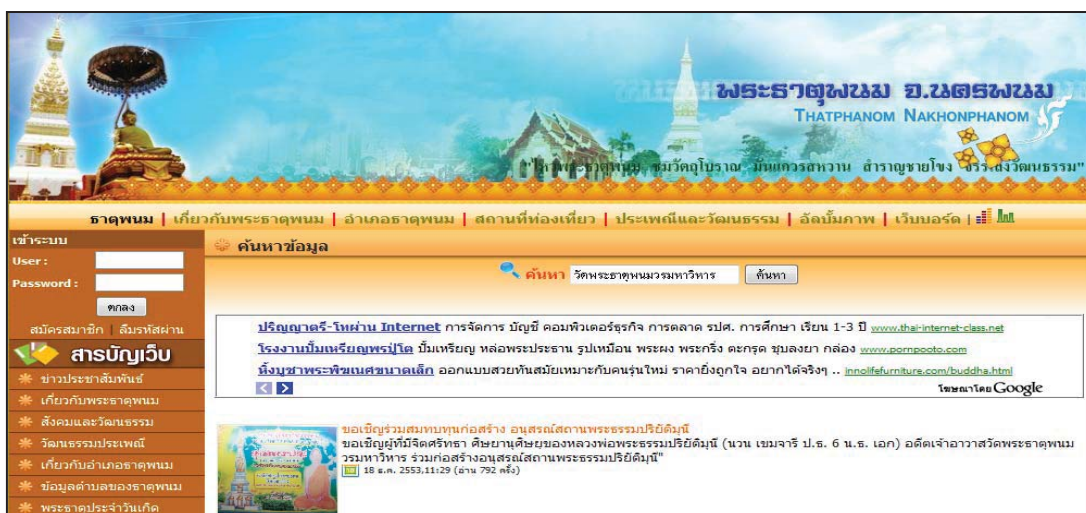 พระธาตุพนม จ.นครพนม
THATPHANOM NAKHONPHANOM
ธาตุพนม | เกี่ยวกับพระธาตุพนม | อำเภอธาตุพนม | สถานที่ท่องเที่ยว | ประเพณีและวัฒนธรรม | อัลบั้มภาพ | เว็บบอร์ด |
เข้าระบบ
User :
Password :
ตกลง
สมัครสมาชิก | ลืมรหัสผ่าน
สารบัญเว็บ
ข่าวประชาสัมพันธ์
เกี่ยวกับพระธาตุพนม
สังคมและวัฒนธรรม
วัฒนธรรมประเพณี
เกี่ยวกับอำเภอธาตุพนม
ข้อมูลตำบลของธาตุพนม
พระธาตุประจำวันเกิด
ค้นหาข้อมูล
ค้นหา วัดพระธาตุพนมวรมหาวิหาร ค้นหา
ปริญญาตรี-โทผ่าน Internet การจัดการ บัญชี คอมพิวเตอร์ธุรกิจ การตลาด รปศ. การศึกษา เรียน 1-3 ปี www.thai-internet-class.net
โรงงานปั๊มเหรียญพรปู่โต ปั๊มเหรียญ หล่อพระประธาน รูปเหมือน พระผง พระกริ่ง ตะกรุด ชุบลงยา กล่อง www.pornpooto.com
หิ้งบูชาพระพิฆเนศขนาดเล็ก ออกแบบสวยทันสมัยเหมาะกับคนรุ่นใหม่ ราคายิ่งถูกใจ อยากได้จริงๆ .. innolifefurniture.com/buddha.html
โฆษณาโดย Google
ขอเชิญร่วมสมทบทุนก่อสร้าง อนุสรณ์สถานพระธรรมปริยัติมุนี
ขอเชิญผู้ที่มีจิตศรัทธา ศิษยานุศิษยของหลวงพ่อพระธรรมปริยัติมุนี (นวน เขมจารี ป.ธ. 6 น.ธ. เอก) อดีตเจ้าอาวาสวัดพระธาตุพนม
วรมหาวิหาร ร่วมก่อสร้างอนุสรณ์สถานพระธรรมปริยัติมุนี"
18 ธ.ค. 2553,11:29 (อ่าน 792 ครั้ง)